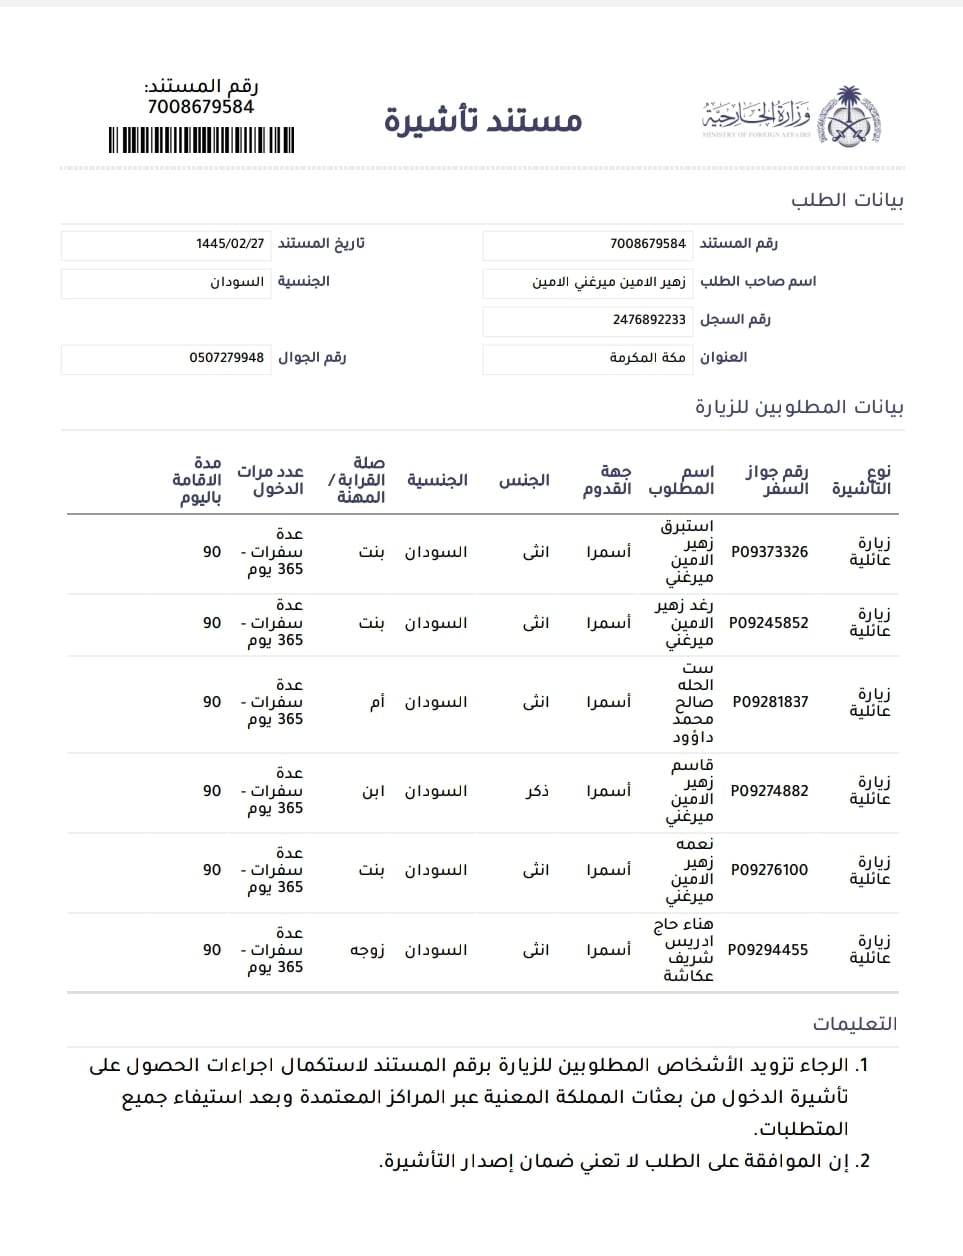 وزارة الخارجية
MINISTRY OF FOREIGN AFFAIRS
مستند تأشيرة
رقم المستند:
7008679584
بيانات الطلب
رقم المستند 7008679584 تاريخ المستند 1445/02/27
اسم صاحب الطلب زهير الامين ميرغني الامين الجنسية السودان
رقم السجل 2476892233
العنوان مكة المكرمة رقم الجوال 0507279948
بيانات المطلوبين للزيارة
نوع التأشيرة رقم جواز السفر اسم المطلوب جهة القدوم الجنس الجنسية صلة القرابة / المهنة عدد مرات الدخول مدة الاقامة باليوم
زيارة عائلية P09373326 استبرق زهير الامين ميرغني أسمرا انثى السودان بنت عدة سفرات - 365 يوم 90
زيارة عائلية P09245852 رغد زهير الامين ميرغني أسمرا انثى السودان بنت عدة سفرات - 365 يوم 90
زيارة عائلية P09281837 ست الحله صالح محمد داؤود أسمرا انثى السودان أم عدة سفرات - 365 يوم 90
زيارة عائلية P09274882 قاسم زهير الامين ميرغني أسمرا ذكر السودان ابن عدة سفرات - 365 يوم 90
زيارة عائلية P09276100 نعمه زهير الامين ميرغني أسمرا انثى السودان بنت عدة سفرات - 365 يوم 90
زيارة عائلية P09294455 هناء حاج ادريس شريف عكاشة أسمرا انثى السودان زوجه عدة سفرات - 365 يوم 90
التعليمات
1. الرجاء تزويد الأشخاص المطلوبين للزيارة برقم المستند لاستكمال اجراءات الحصول على
تأشيرة الدخول من بعثات المملكة المعنية عبر المراكز المعتمدة وبعد استيفاء جميع
المتطلبات.
2. إن الموافقة على الطلب لا تعني ضمان إصدار التأشيرة.